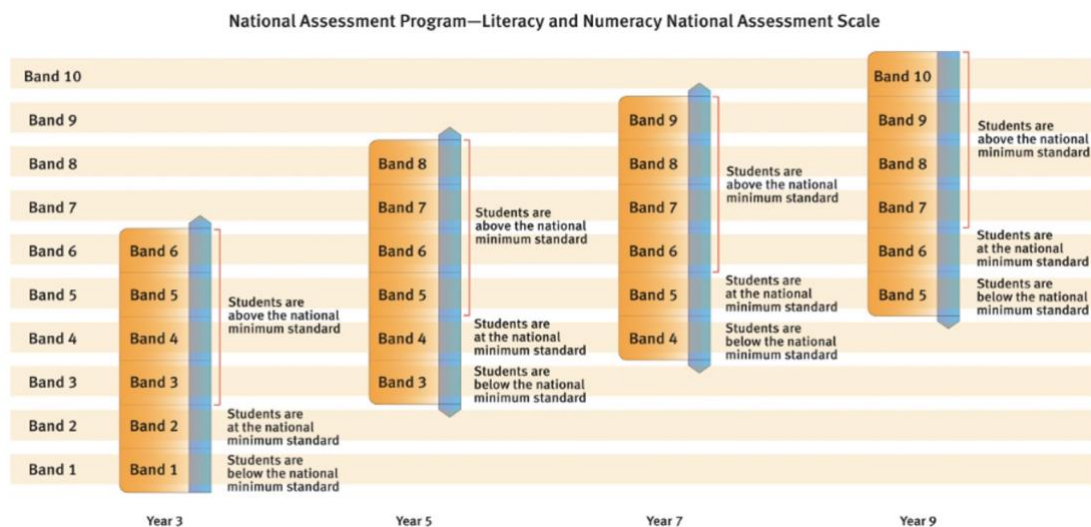 National Assessment Program—Literacy and Numeracy National Assessment Scale
Band 10
Band 9
Band 8
Band 7
Band 6
Band 5
Band 4
Band 3
Band 2
Band 1
Band 6
Band 5
Band 4
Band 3
Band 2
Band 1
Students are
above the national
minimum standard
Students are
at the national
minimum standard
Students are
below the national
minimum standard
Year 3
Band 8
Band 7
Band 6
Band 5
Band 4
Band 3
Students are
above the national
minimum standard
Students are
at the national
minimum standard
Students are
below the national
minimum standard
Year 5
Band 9
Band 8
Band 7
Band 6
Band 5
Band 4
Students are
above the national
minimum standard
Students are
at the national
minimum standard
Students are
below the national
minimum standard
Year 7
Band 10
Band 9
Band 8
Band 7
Band 6
Band 5
Students are
above the national
minimum standard
Students are
at the national
minimum standard
Students are
below the national
minimum standard
Year 9